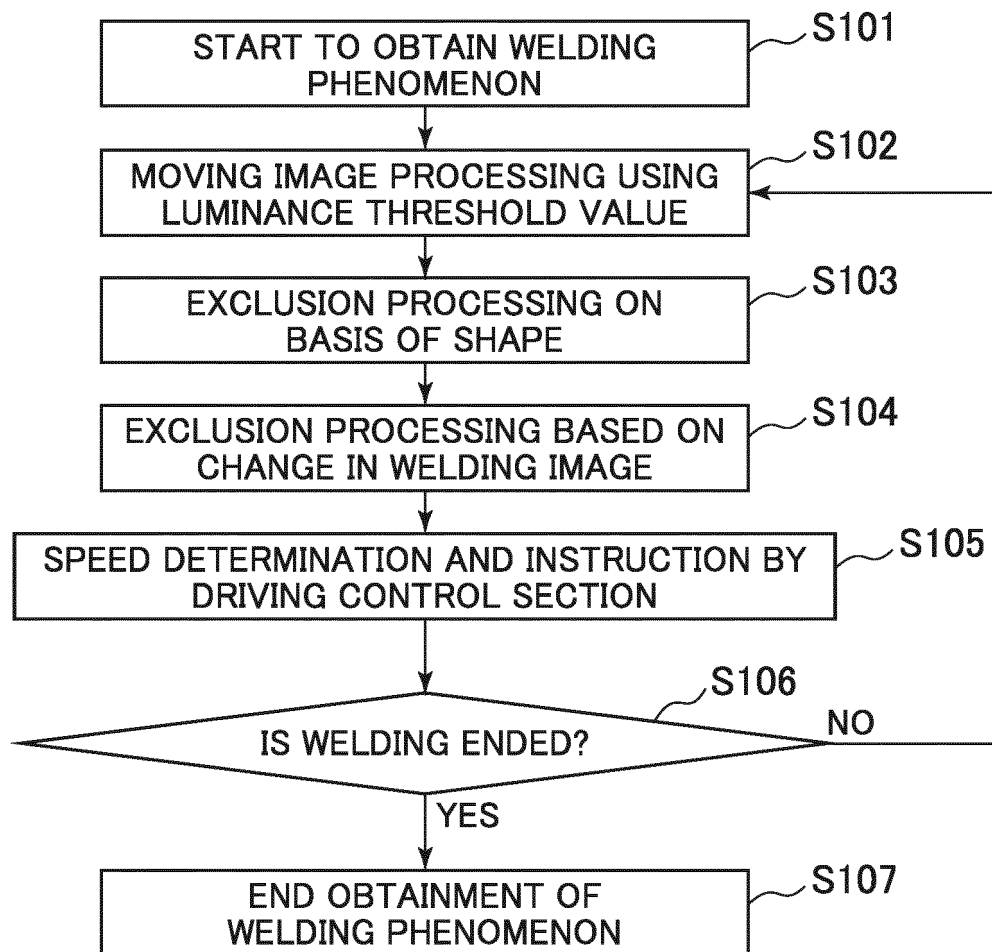 START TO OBTAIN WELDING
PHENOMENON
S101
MOVING IMAGE PROCESSING USING
LUMINANCE THRESHOLD VALUE
S102
EXCLUSION PROCESSING ON
BASIS OF SHAPE
S103
EXCLUSION PROCESSING BASED ON
CHANGE IN WELDING IMAGE
S104
SPEED DETERMINATION AND INSTRUCTION BY
DRIVING CONTROL SECTION
S105
IS WELDING ENDED?
S106
NO
YES
END OBTAINMENT OF
WELDING PHENOMENON
S107